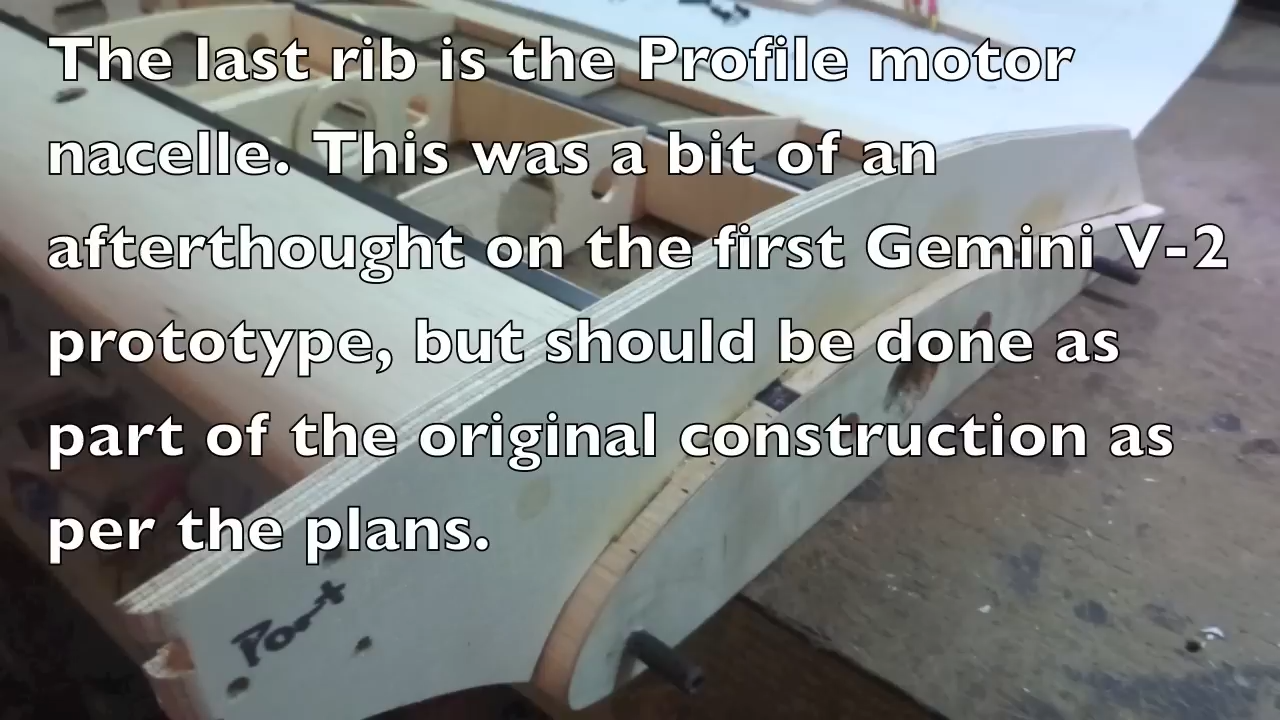 The last rib is the Profile motor
nacelle. This was a bit of an
afterthought on the first Gemini V-2
prototype, but should be done as
part of the original construction as
per the plans.
Port